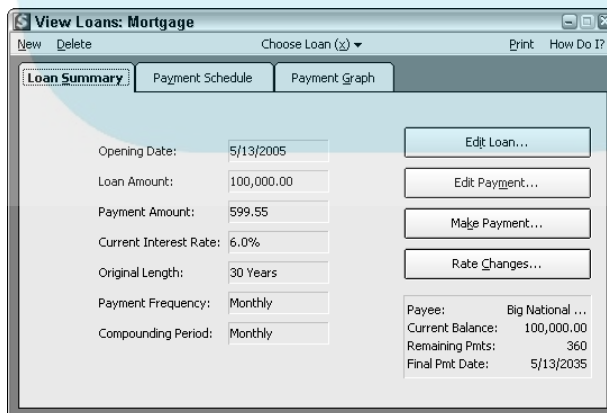 View Loans: Mortgage
New Delete Choose Loan (x) Print How Do I?
Loan Summary Payment Schedule Payment Graph
Opening Date: 5/13/2005
Loan Amount: 100,000.00
Payment Amount: 599.55
Current Interest Rate: 6.0%
Original Length: 30 Years
Payment Frequency: Monthly
Compounding Period: Monthly
Edit Loan...
Edit Payment...
Make Payment...
Rate Changes...
Payee: Big National ...
Current Balance: 100,000.00
Remaining Pmts: 360
Final Pmt Date: 5/13/2035